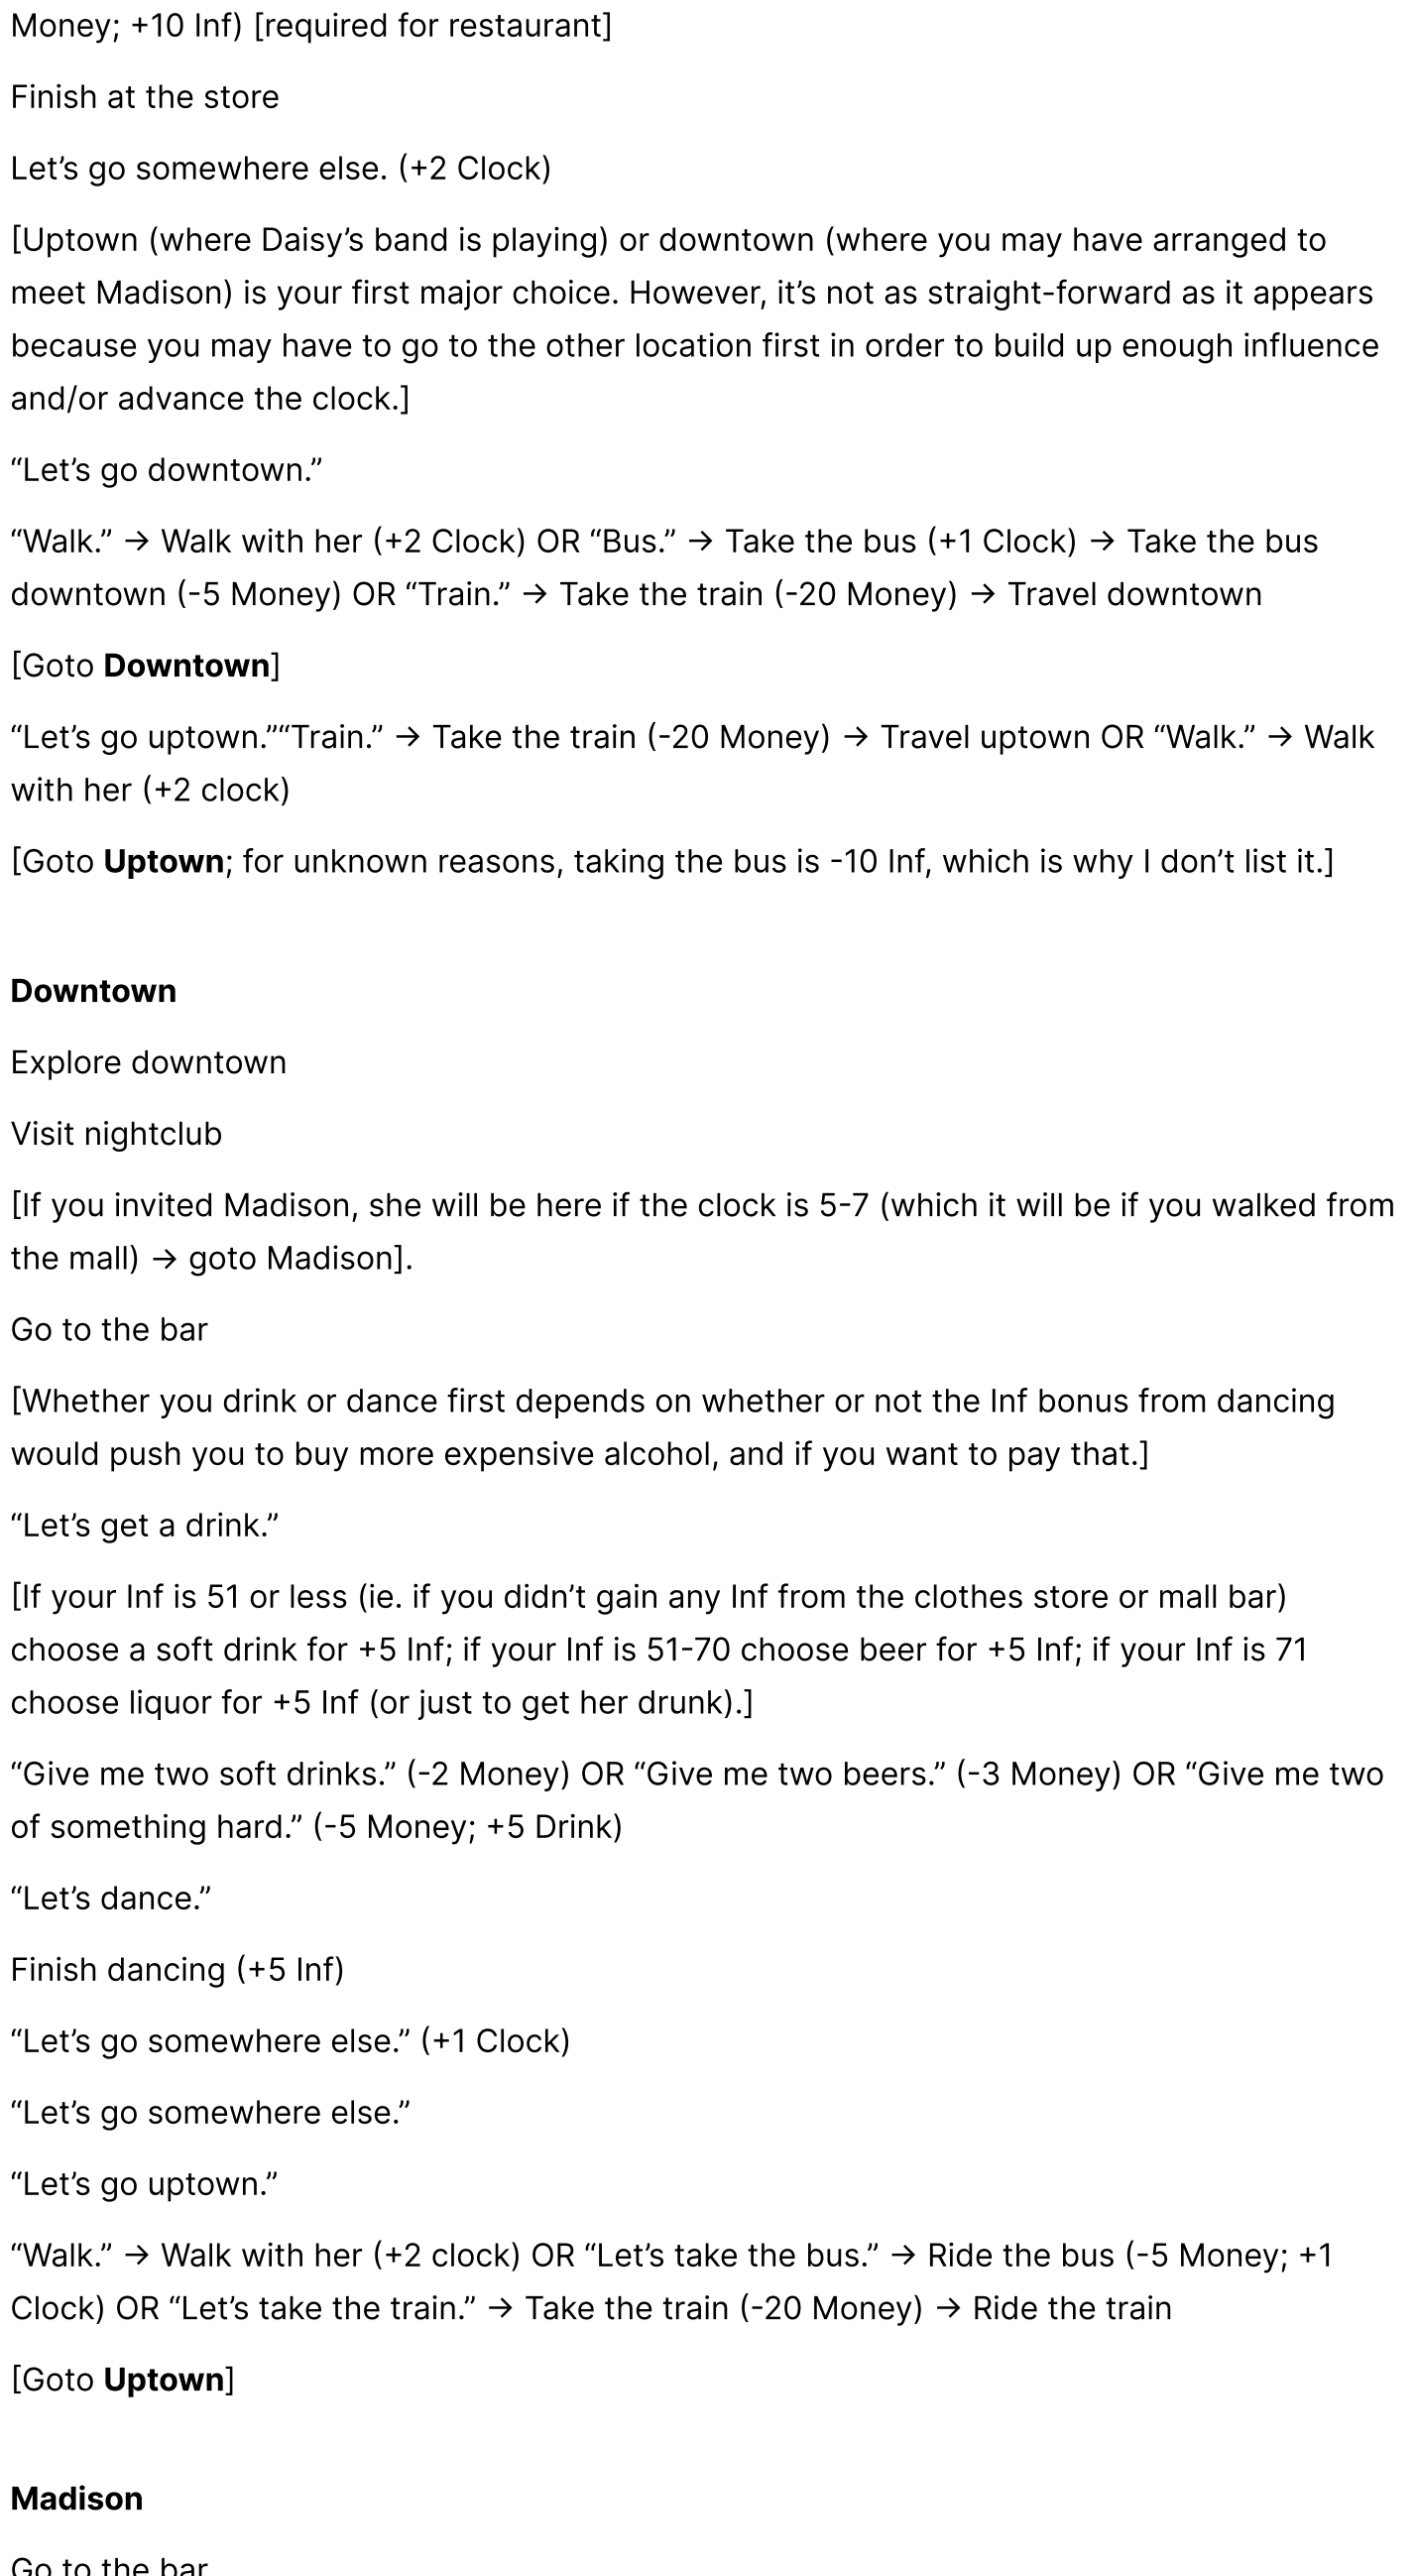 Money; +10 Inf) [required for restaurant]
Finish at the store
Let’s go somewhere else. (+2 Clock)
[Uptown (where Daisy’s band is playing) or downtown (where you may have arranged to
meet Madison) is your first major choice. However, it’s not as straight-forward as it appears
because you may have to go to the other location first in order to build up enough influence
and/or advance the clock.]
“Let’s go downtown.”
“Walk.” → Walk with her (+2 Clock) OR “Bus.” → Take the bus (+1 Clock) → Take the bus
downtown (-5 Money) OR “Train.” → Take the train (-20 Money) → Travel downtown
[Goto Downtown]
“Let’s go uptown.”“Train.” → Take the train (-20 Money) → Travel uptown OR “Walk.” → Walk
with her (+2 clock)
[Goto Uptown; for unknown reasons, taking the bus is -10 Inf, which is why I don’t list it.]
Downtown
Explore downtown
Visit nightclub
[If you invited Madison, she will be here if the clock is 5-7 (which it will be if you walked from
the mall) → goto Madison].
Go to the bar
[Whether you drink or dance first depends on whether or not the Inf bonus from dancing
would push you to buy more expensive alcohol, and if you want to pay that.]
“Let’s get a drink.”
[If your Inf is 51 or less (ie. if you didn’t gain any Inf from the clothes store or mall bar)
choose a soft drink for +5 Inf; if your Inf is 51-70 choose beer for +5 Inf; if your Inf is 71
choose liquor for +5 Inf (or just to get her drunk).]
“Give me two soft drinks.” (-2 Money) OR “Give me two beers.” (-3 Money) OR “Give me two
of something hard.” (-5 Money; +5 Drink)
“Let’s dance.”
Finish dancing (+5 Inf)
“Let’s go somewhere else.” (+1 Clock)
“Let’s go somewhere else.”
“Let’s go uptown.”
“Walk.” → Walk with her (+2 clock) OR “Let’s take the bus.” → Ride the bus (-5 Money; +1
Clock) OR “Let’s take the train.” → Take the train (-20 Money) → Ride the train
[Goto Uptown]
Madison
Go to the bar